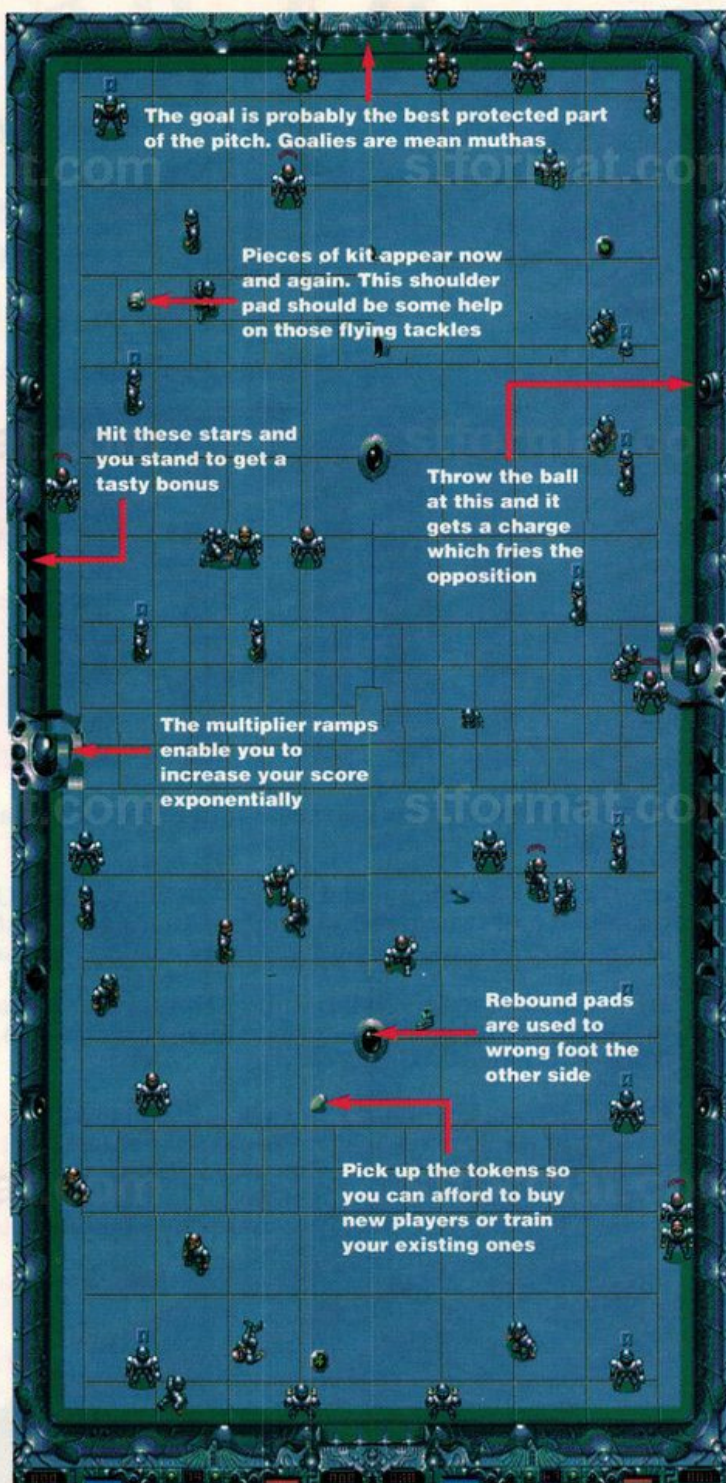 The goal is probably the best protected part
of the pitch. Goalies are mean muthas
t.com
stformat.com
Pieces of kit appear now
and again. This shoulder
pad should be some help
on those flying tackles
Hit these stars and
you stand to get a
tasty bonus
Throw the ball
at this and it
gets a charge
which fries the
opposition
The multiplier ramps
enable you to
increase your score
exponentially
stformat.com
Rebound pads
are used to
wrong foot the
other side
Pick up the tokens so
you can afford to buy
new players or train
your existing ones